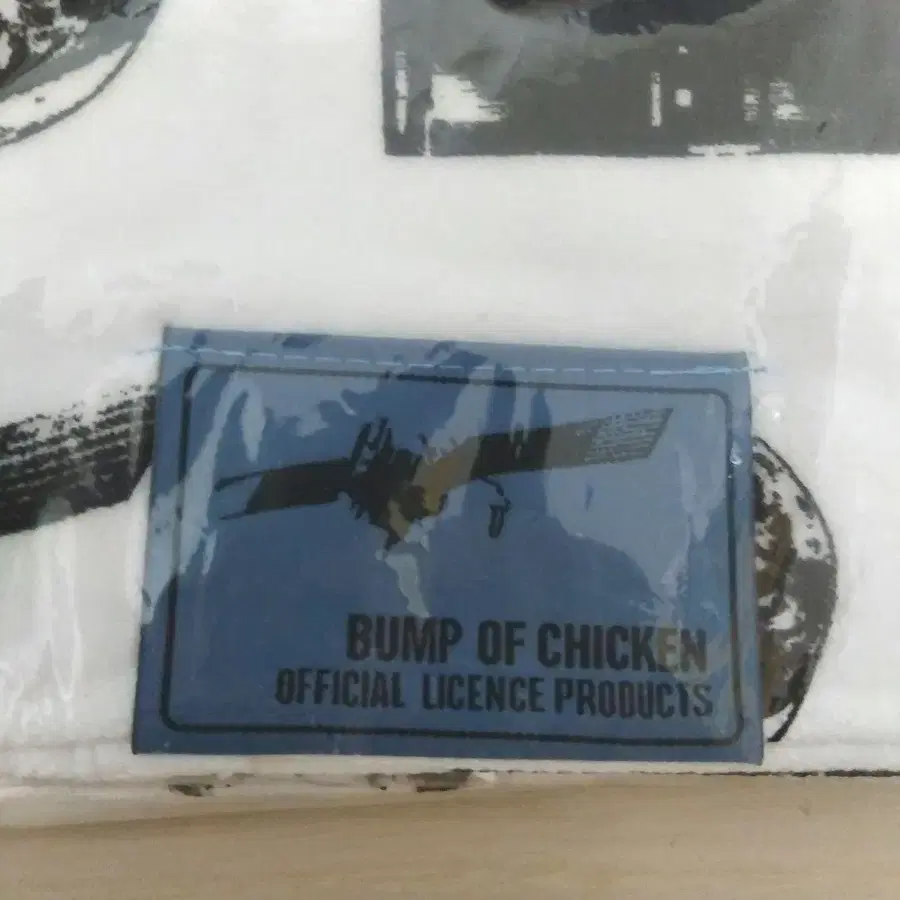 BUMP OF CHICKEN
OFFICIAL LICENCE PRODUCTS